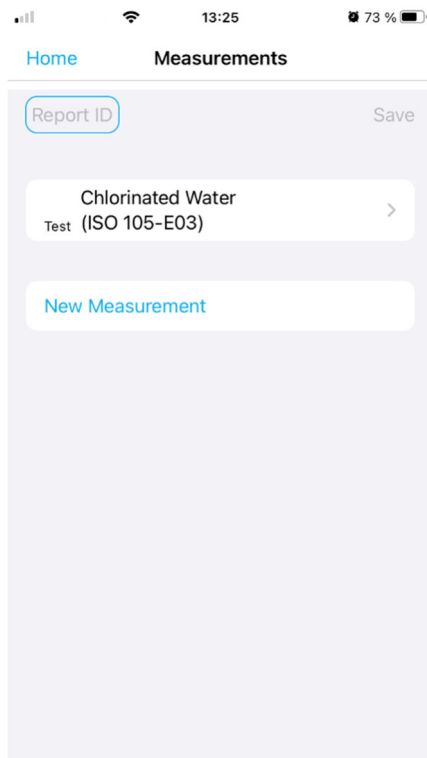 13:25 73 %
Home Measurements
Report ID Save
Chlorinated Water
Test (ISO 105-E03)
New Measurement